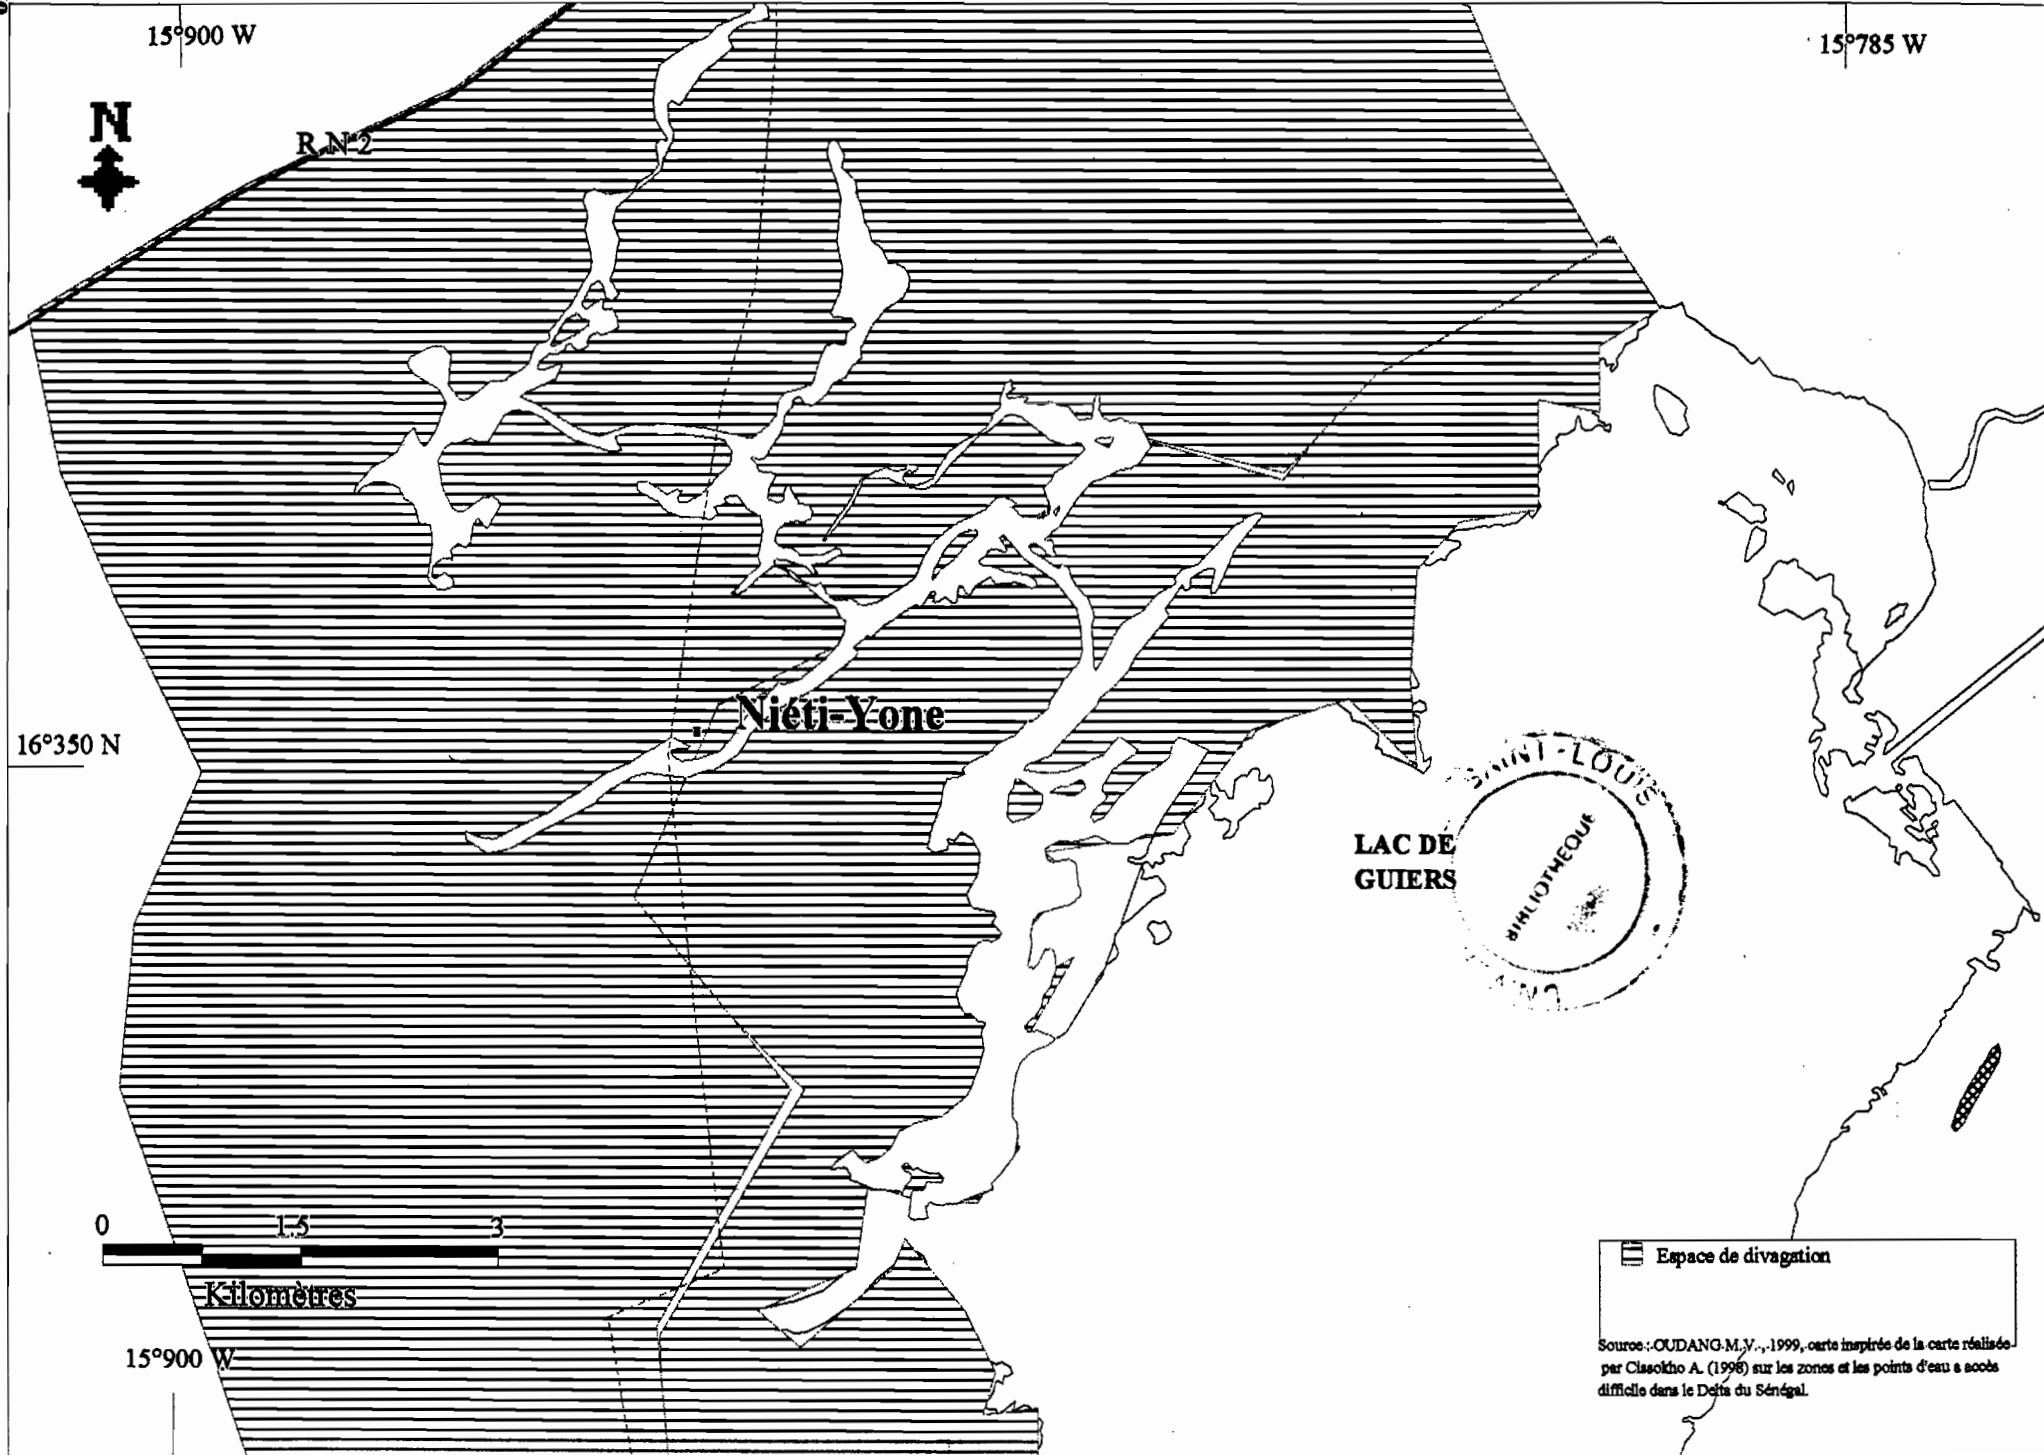 15°900 W
15°785 W
N
R N 2
Niéti-Yone
16°350 N
SAINT-LOUIS
LAC DE
GUIERS
BIBLIOTHEQUE
UNIV.
0 1.5 3
Kilomètres
15°900 W
Espace de divagation
Source : OUDANG M.V., 1999, carte inspirée de la carte réalisée
par Cissokho A. (1998) sur les zones et les points d'eau a accès
difficile dans le Delta du Sénégal.